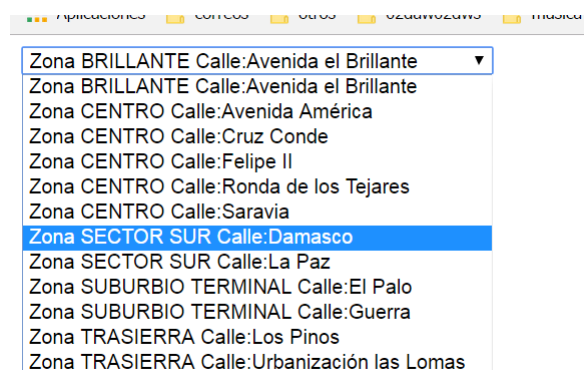 Aplicaciones correos otros 02daw02dws musica
Zona BRILLANTE Calle:Avenida el Brillante
Zona BRILLANTE Calle:Avenida el Brillante
Zona CENTRO Calle:Avenida América
Zona CENTRO Calle:Cruz Conde
Zona CENTRO Calle:Felipe II
Zona CENTRO Calle:Ronda de los Tejares
Zona CENTRO Calle:Saravia
Zona SECTOR SUR Calle:Damasco
Zona SECTOR SUR Calle:La Paz
Zona SUBURBIO TERMINAL Calle:El Palo
Zona SUBURBIO TERMINAL Calle:Guerra
Zona TRASIERRA Calle:Los Pinos
Zona TRASIERRA Calle:Urbanización las Lomas